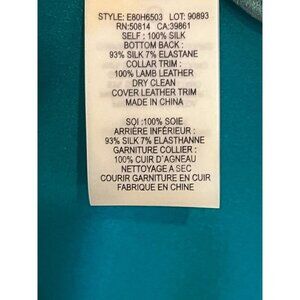 STYLE: E80H6503 LOT: 90893
RN:50814 CA:39861
SELF : 100% SILK
BOTTOM BACK :
93% SILK 7% ELASTANE
COLLAR TRIM :
100% LAMB LEATHER
DRY CLEAN
COVER LEATHER TRIM
MADE IN CHINA
SOI :100% SOIE
ARRIÈRE INFÉRIEUR :
93% SILK 7% ELASTHANNE
GARNITURE COLLIER :
100% CUIR D'AGNEAU
NETTOYAGE A SEC
COURIR GARNITURE EN CUIR
FABRIQUE EN CHINE